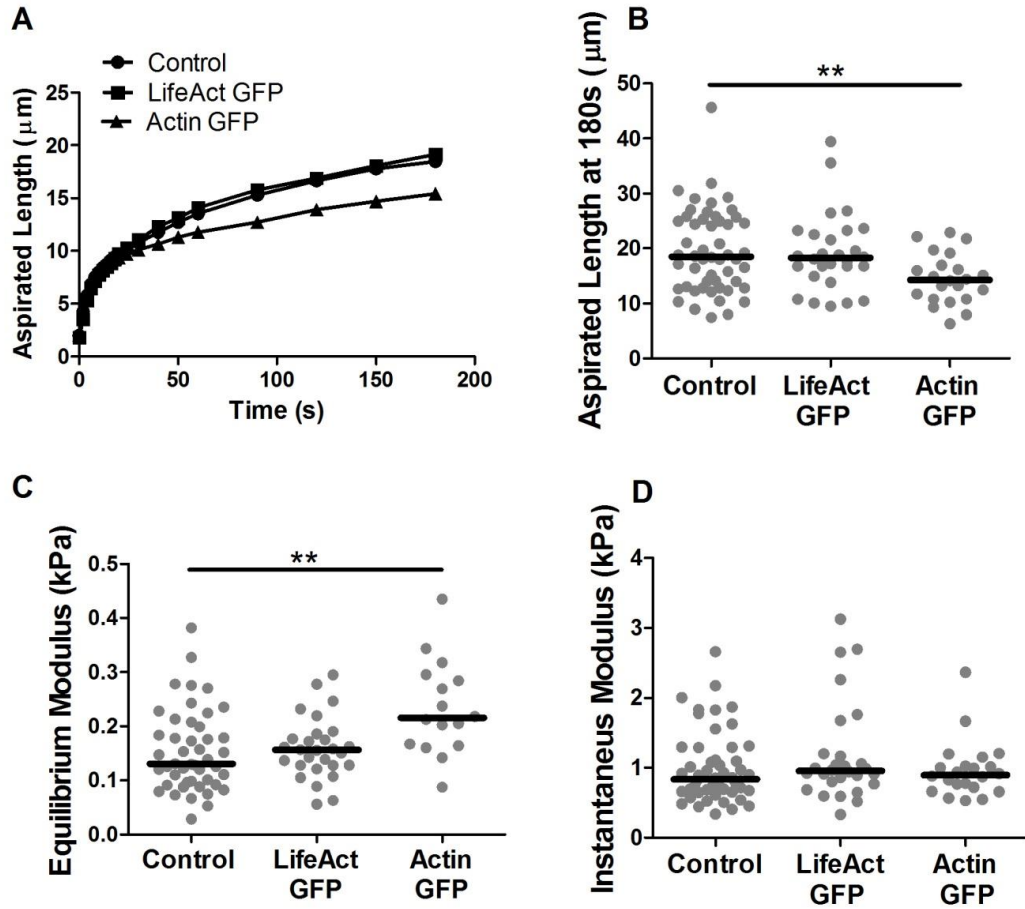 A
Control
LifeAct GFP
Actin GFP
Aspirated Length (μm)
25
20
15
10
5
0
0 50 100 150 200
Time (s)
B
Aspirated Length at 180s (μm)
**
50
40
30
20
10
0
Control LifeAct Actin
GFP GFP
C
Equilibrium Modulus (kPa)
**
0.5
0.4
0.3
0.2
0.1
0.0
Control LifeAct Actin
GFP GFP
D
Instantaneus Modulus (kPa)
4
3
2
1
0
Control LifeAct Actin
GFP GFP